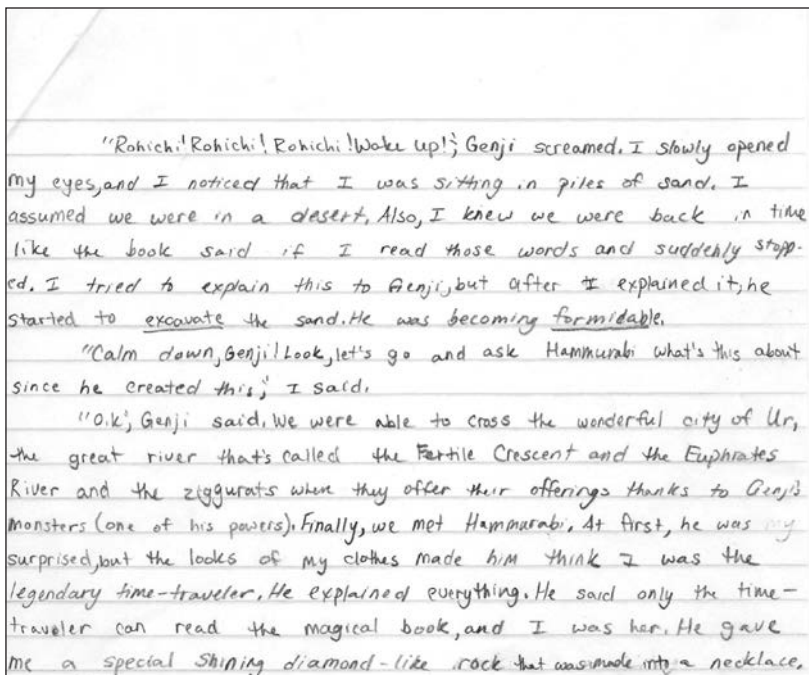 "Rohichi! Rohichi! Rohichi! Wake up!", Genji screamed. I slowly opened
my eyes, and I noticed that I was sitting in piles of sand. I
assumed we were in a desert. Also, I knew we were back in time
like the book said if I read those words and suddenly stopp-
ed. I tried to explain this to Genji, but after I explained it, he
started to excavate the sand. He was becoming formidable.
"Calm down, Genji! Look, let's go and ask Hammurabi what's this about
since he created this," I said.
"O.k", Genji said. We were able to cross the wonderful city of Ur,
the great river that's called the Fertile Crescent and the Euphrates
River and the ziggurats when they offer their offerings thanks to Genji's
monsters (one of his powers). Finally, we met Hammurabi. At first, he was my
surprised, but the looks of my clothes made him think I was the
legendary time-traveler. He explained everything. He said only the time-
traveler can read the magical book, and I was her. He gave
me a special shining diamond-like rock that was made into a necklace.